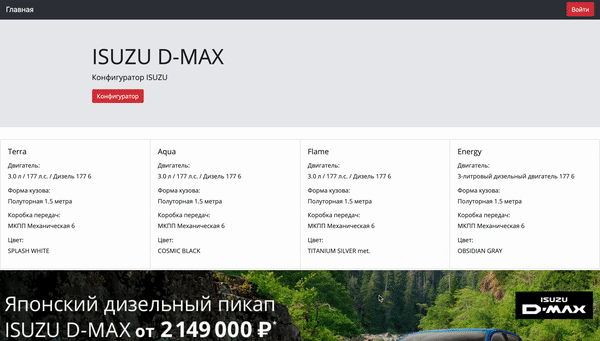 Главная
Войти
ISUZU D-MAX
Конфигуратор ISUZU
Конфигуратор
Terra
Двигатель:
3.0 л / 177 л.с. / Дизель 177 6
Форма кузова:
Полуторная 1.5 метра
Коробка передач:
МКПП Механическая 6
Цвет:
SPLASH WHITE
Aqua
Двигатель:
3.0 л / 177 л.с. / Дизель 177 6
Форма кузова:
Полуторная 1.5 метра
Коробка передач:
МКПП Механическая 6
Цвет:
COSMIC BLACK
Flame
Двигатель:
3.0 л / 177 л.с. / Дизель 177 6
Форма кузова:
Полуторная 1.5 метра
Коробка передач:
МКПП Механическая 6
Цвет:
TITANIUM SILVER met.
Energy
Двигатель:
3-литровый дизельный двигатель 177 6
Форма кузова:
Полуторная 1.5 метра
Коробка передач:
МКПП Механическая 6
Цвет:
OBSIDIAN GRAY
Японский дизельный пикап
ISUZU D-MAX от 2 149 000 ₽*
ISUZU
D-MAX